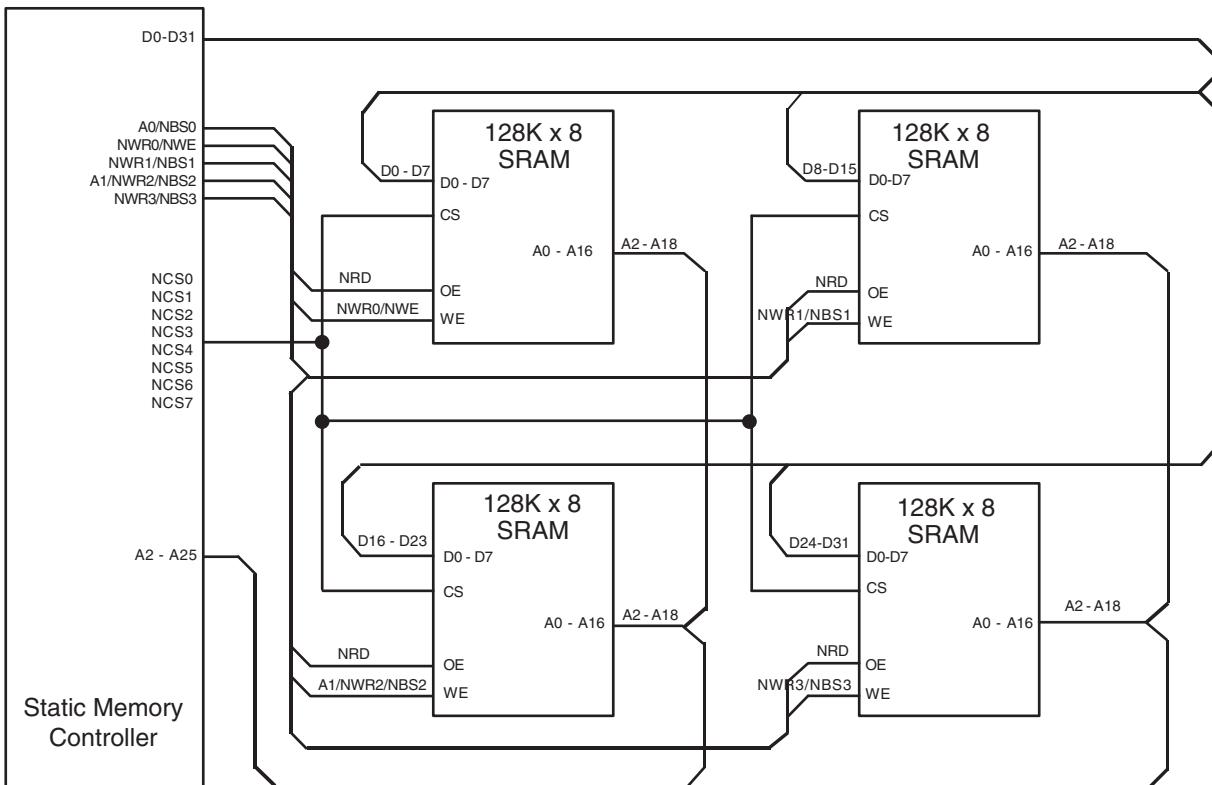 D0-D31
A0/NBS0
NWR0/NWE
NWR1/NBS1
A1/NWR2/NBS2
NWR3/NBS3
NCS0
NCS1
NCS2
NCS3
NCS4
NCS5
NCS6
NCS7
A2 - A25
Static Memory
Controller
128K x 8
SRAM
D0 - D7
D0 - D7
CS
A0 - A16
A2 - A18
NRD
OE
NWR0/NWE
WE
128K x 8
SRAM
D8-D15
D0-D7
CS
A0 - A16
A2 - A18
NRD
OE
NWR1/NBS1
WE
128K x 8
SRAM
D16 - D23
D0 - D7
CS
A0 - A16
A2 - A18
NRD
OE
A1/NWR2/NBS2
WE
128K x 8
SRAM
D24-D31
D0-D7
CS
A0 - A16
A2 - A18
NRD
OE
NWR3/NBS3
WE